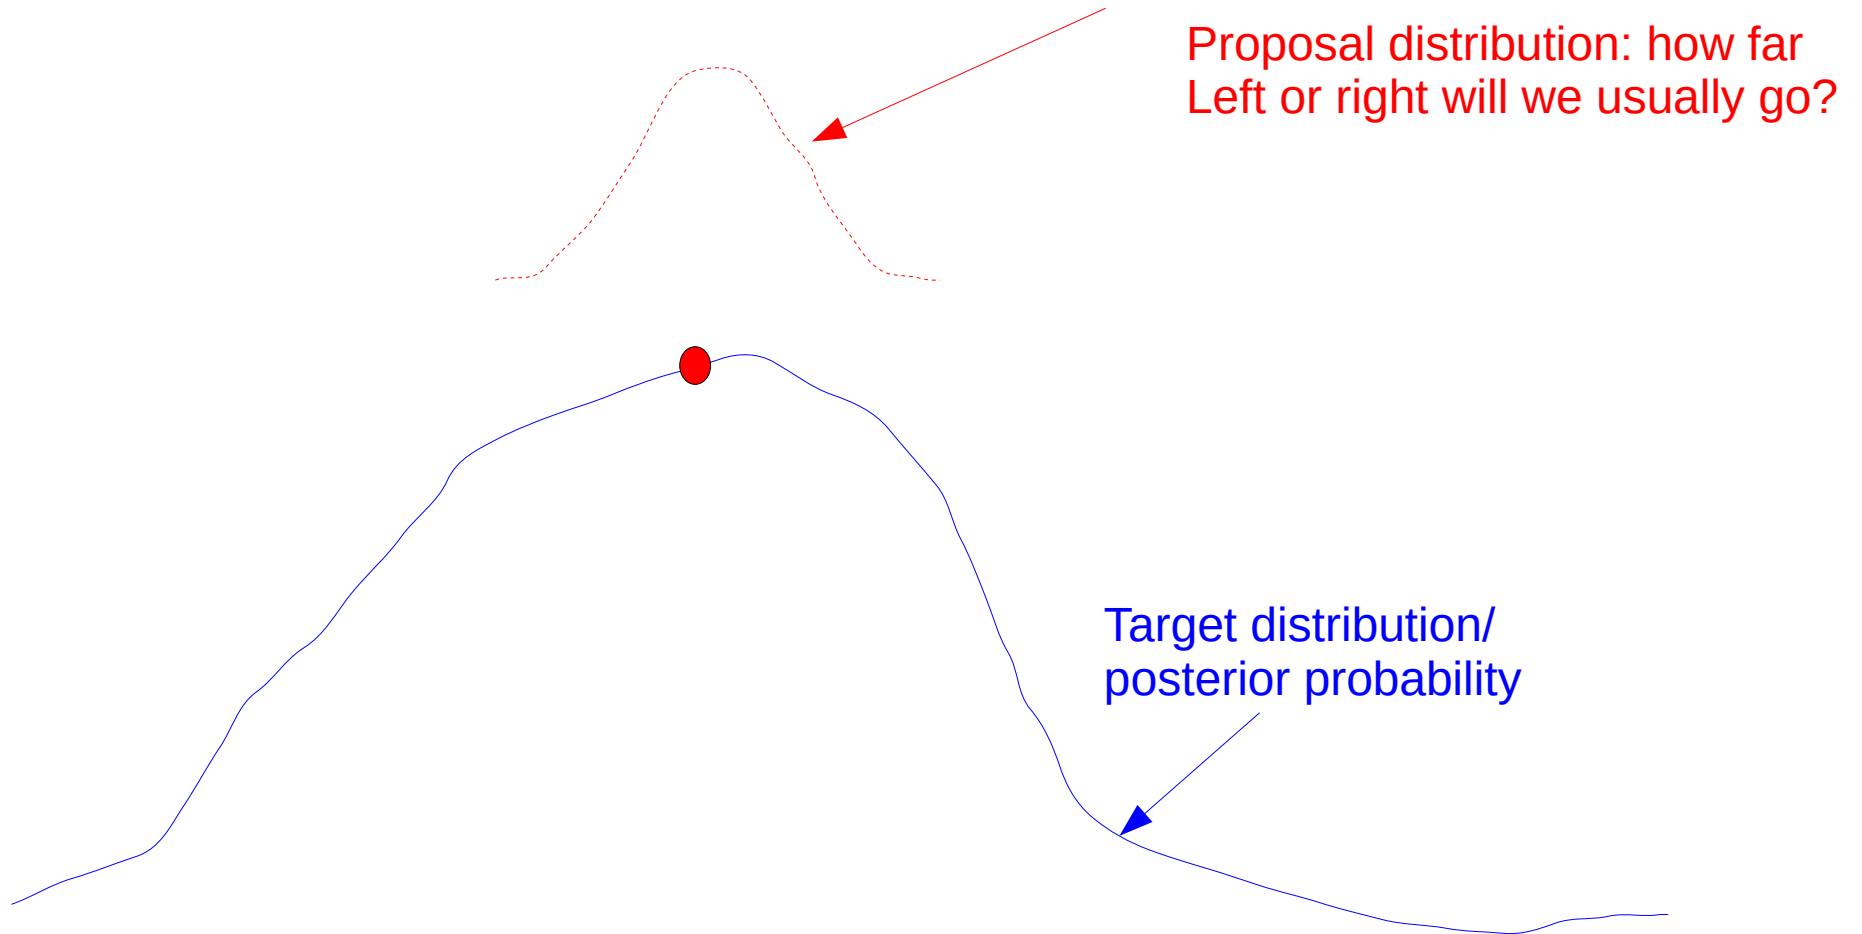 Proposal distribution: how far
Left or right will we usually go?
Target distribution/
posterior probability